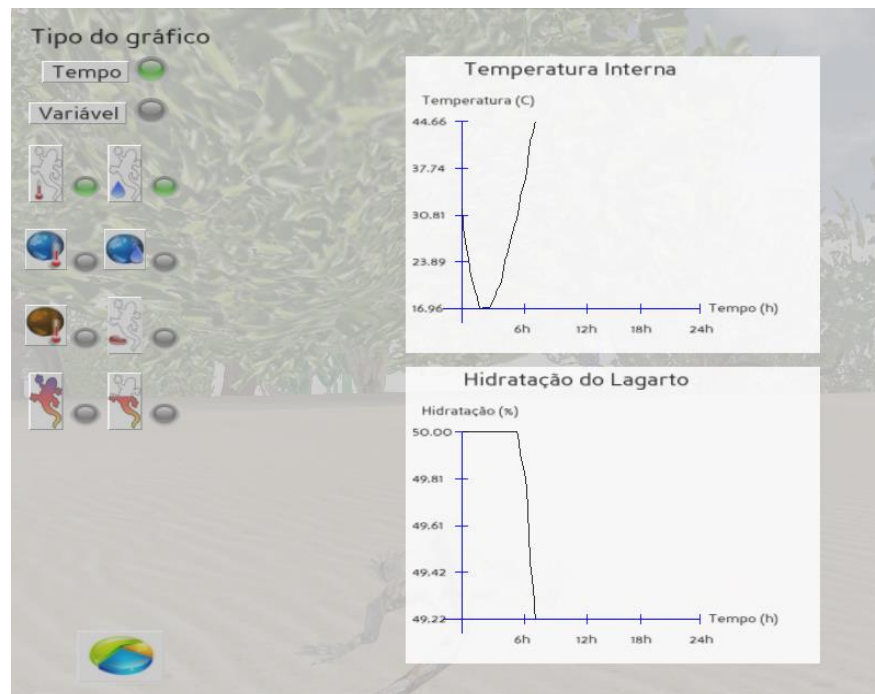 Tipo do gráfico
Tempo
Variável
Temperatura Interna
Temperatura (C)
44.66
37.74
30.81
23.89
16.96
Tempo (h)
6h 12h 18h 24h
Hidratação do Lagarto
Hidratação (%)
50.00
49.81
49.61
49.42
49.22
Tempo (h)
6h 12h 18h 24h